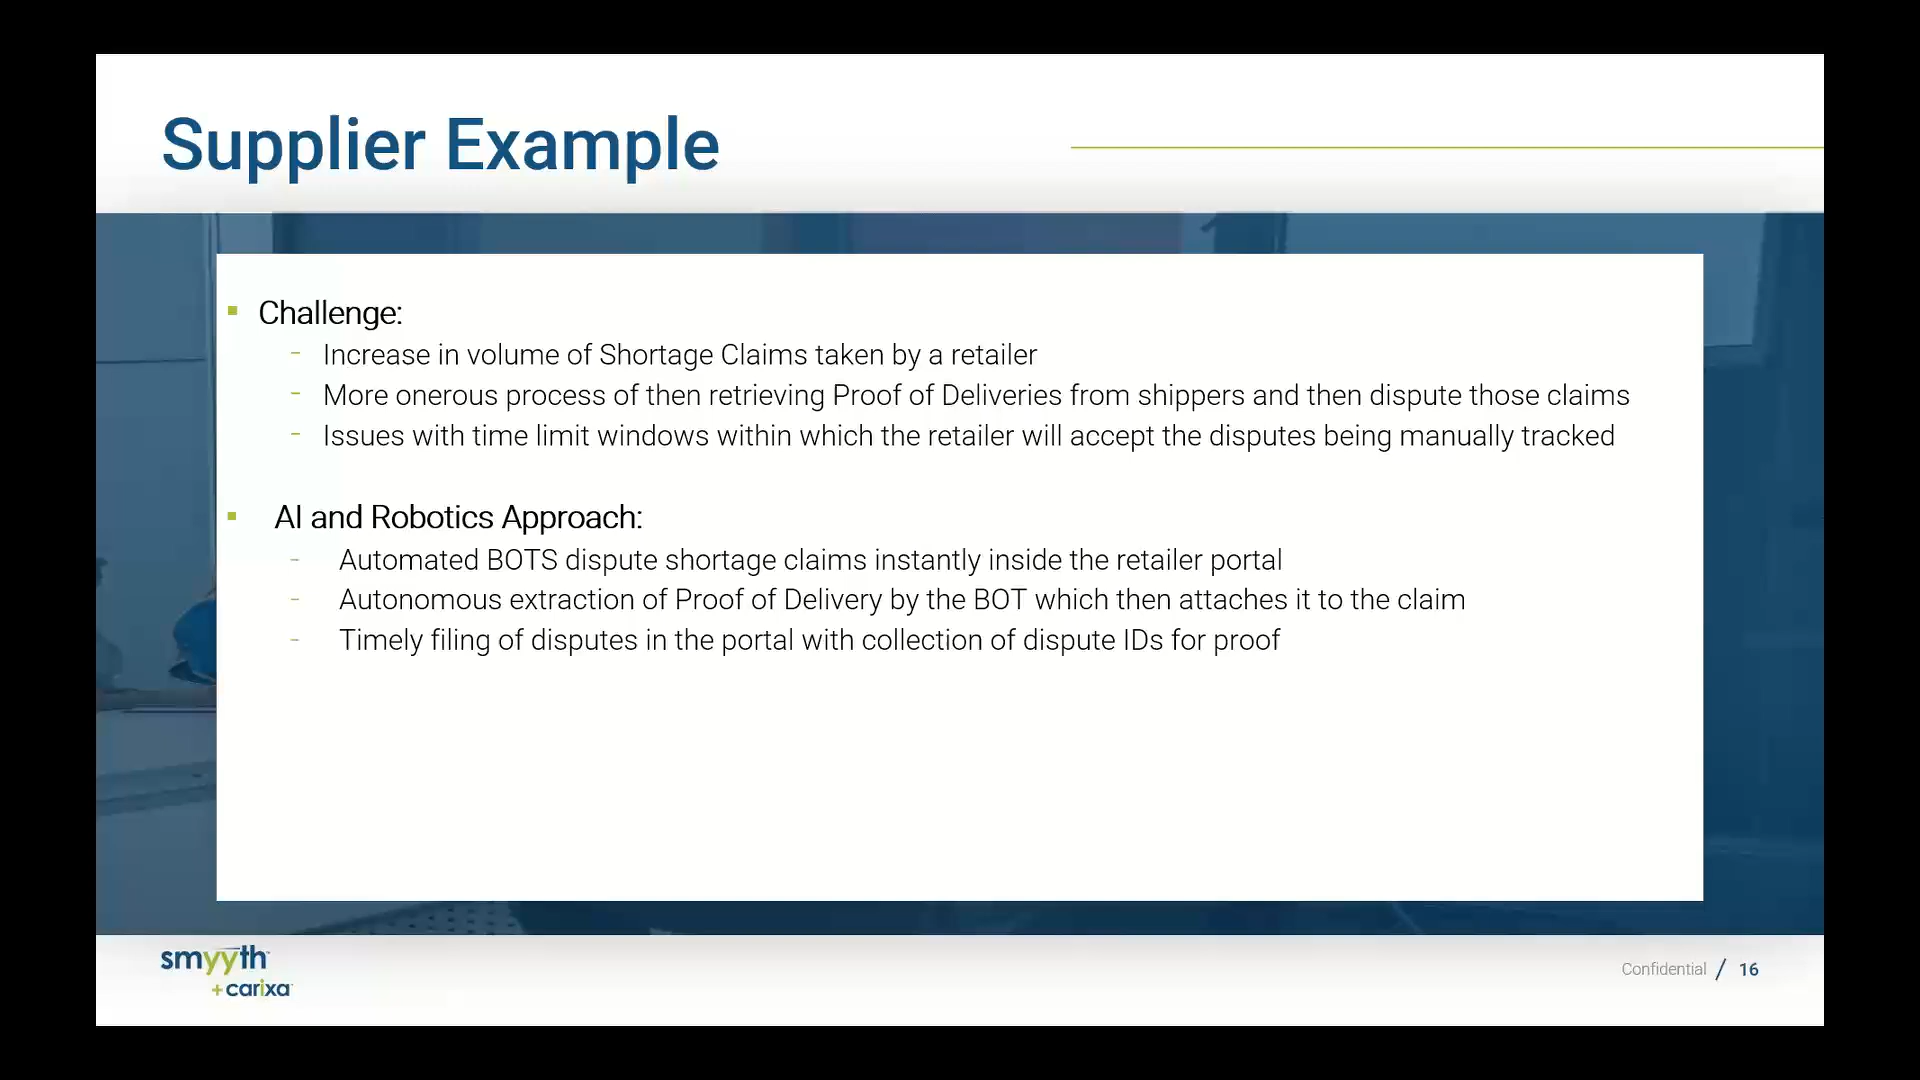 Supplier Example
Challenge:
- Increase in volume of Shortage Claims taken by a retailer
- More onerous process of then retrieving Proof of Deliveries from shippers and then dispute those claims
- Issues with time limit windows within which the retailer will accept the disputes being manually tracked
AI and Robotics Approach:
- Automated BOTS dispute shortage claims instantly inside the retailer portal
- Autonomous extraction of Proof of Delivery by the BOT which then attaches it to the claim
- Timely filing of disputes in the portal with collection of dispute IDs for proof
smyyth
+carixa
Confidential / 16